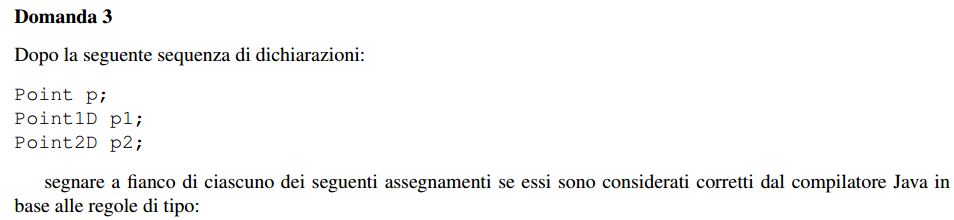 Domanda 3
Dopo la seguente sequenza di dichiarazioni:
Point p;
Point1D p1;
Point2D p2;
segnare a fianco di ciascuno dei seguenti assegnamenti se essi sono considerati corretti dal compilatore Java in
base alle regole di tipo: